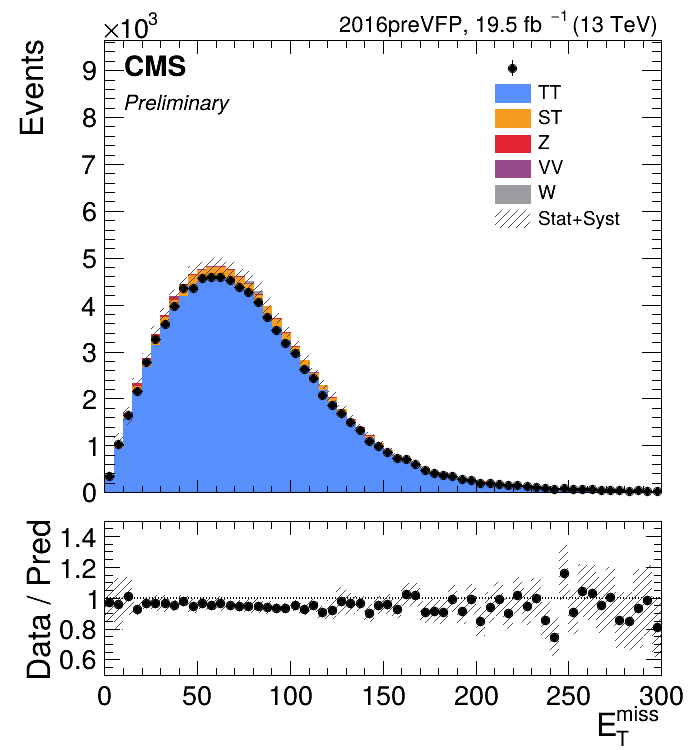 ×10³
2016preVFP, 19.5 fb ⁻¹ (13 TeV)
Events
CMS
Preliminary
TT
ST
Z
VV
W
Stat+Syst
9
8
7
6
5
4
3
2
1
0
Data / Pred
1.4
1.2
1
0.8
0.6
0 50 100 150 200 250 300
E_T^miss